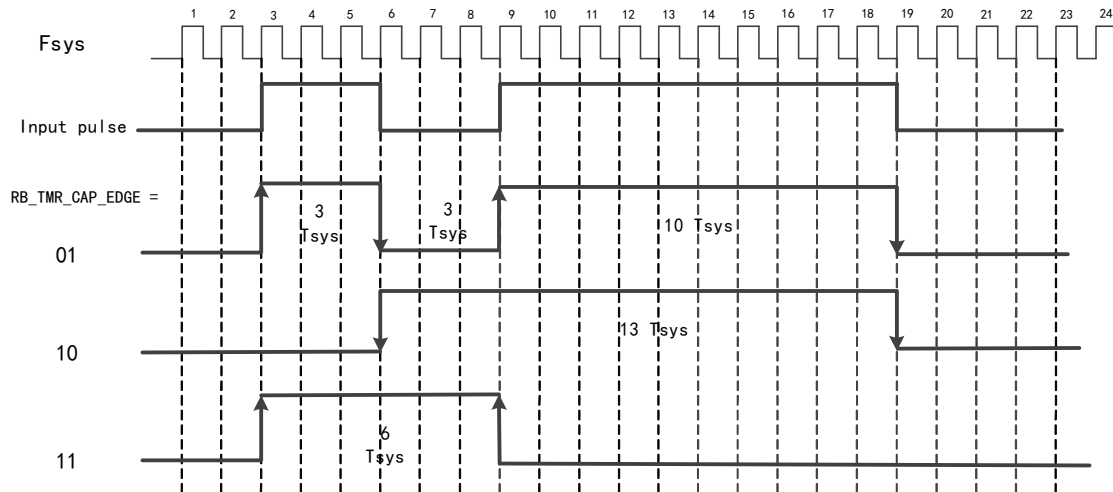 1 2 3 4 5 6 7 8 9 10 11 12 13 14 15 16 17 18 19 20 21 22 23 24
Fsys
Input pulse
RB_TMR_CAP_EDGE =
3
Tsys
3
Tsys
10 Tsys
01
13 Tsys
10
6
Tsys
11